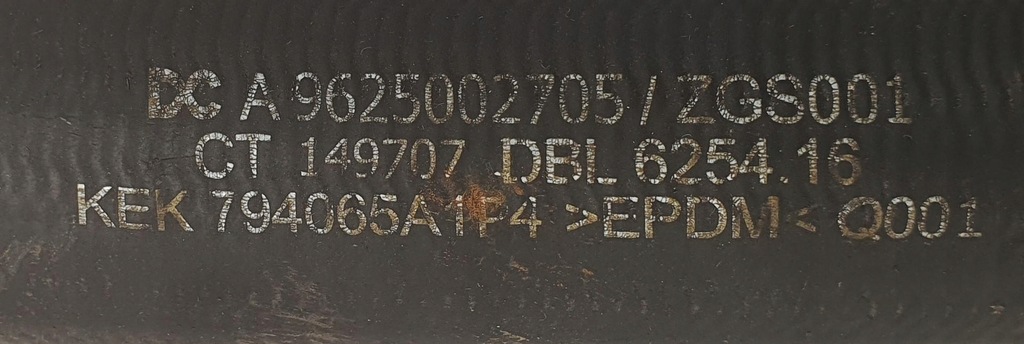 DC A 9625002705 / ZGS001
CT 149707 DBL 6254.16
KEK 794065A1P4 >EPDM< Q001